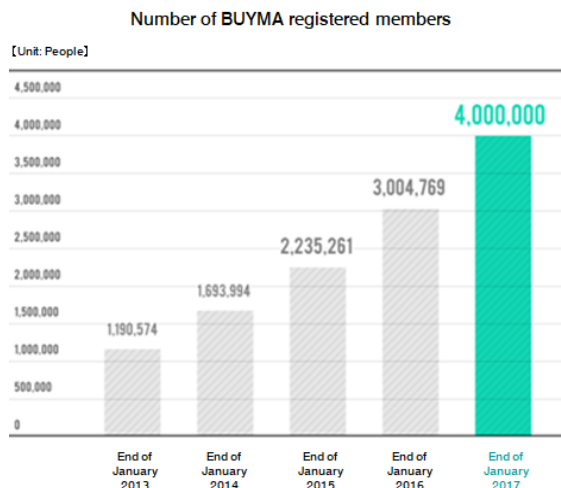 Number of BUYMA registered members
【Unit: People】
4,500,000
4,000,000
3,500,000
3,000,000
2,500,000
2,000,000
1,500,000
1,000,000
500,000
0
1,190,574
1,693,994
2,235,261
3,004,769
4,000,000
End of
January
2013
End of
January
2014
End of
January
2015
End of
January
2016
End of
January
2017